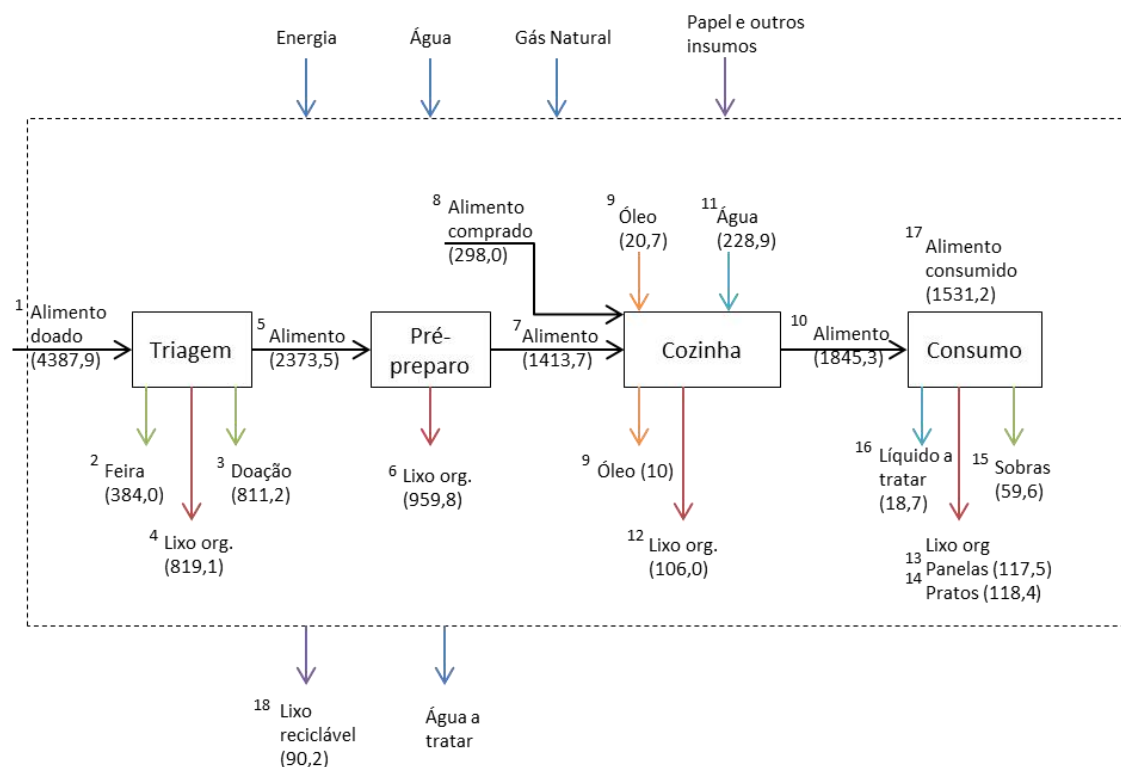 Energia
Água
Gás Natural
Papel e outros
insumos
8 Alimento
comprado
(298,0)
9 Óleo
(20,7)
11 Água
(228,9)
17
Alimento
consumido
(1531,2)
1 Alimento
doado
(4387,9)
Triagem
5 Alimento
(2373,5)
Pré-
preparo
7 Alimento
(1413,7)
Cozinha
10 Alimento
(1845,3)
Consumo
2 Feira
(384,0)
3 Doação
(811,2)
4 Lixo org.
(819,1)
6 Lixo org.
(959,8)
9 Óleo (10)
12 Lixo org.
(106,0)
16 Líquido a
tratar
(18,7)
15 Sobras
(59,6)
Lixo org
13 Panelas (117,5)
14 Pratos (118,4)
18 Lixo
reciclável
(90,2)
Água a
tratar